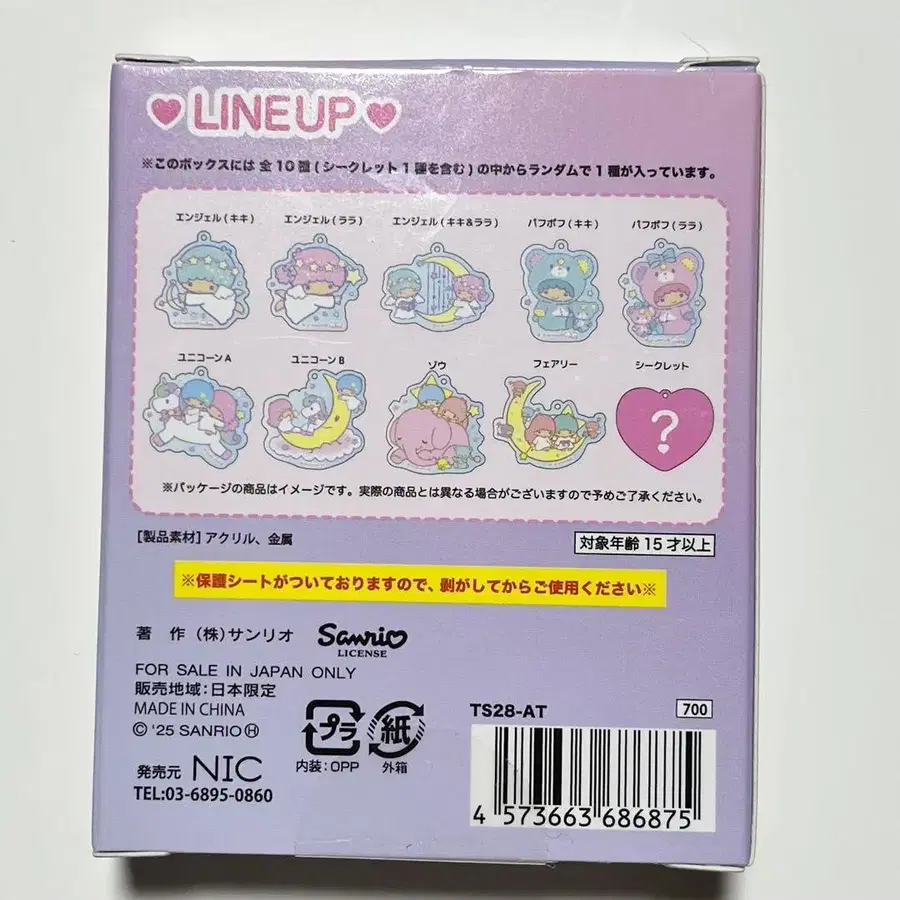 LINEUP
※このボックスには全10種(シークレット1種を含む)の中からランダムで1種が入っています。
エンジェル(キキ) エンジェル(ララ) エンジェル(キキ&ララ) パフポフ(キキ) パフポフ(ララ)
ユニコーンA ユニコーンB ゾウ フェアリー シークレット
?
※パッケージの商品はイメージです。実際の商品とは異なる場合がございますので予めご了承ください。
[製品素材]アクリル、金属
対象年齢15才以上
※保護シートがついておりますので、剥がしてからご使用ください※
著 作 (株)サンリオ Sanrio LICENSE
FOR SALE IN JAPAN ONLY
販売地域:日本限定
MADE IN CHINA
© '25 SANRIO Ⓗ
発売元 NIC
TEL:03-6895-0860
プラ 紙
内装:OPP 外箱
TS28-AT 700
4 573663 686875